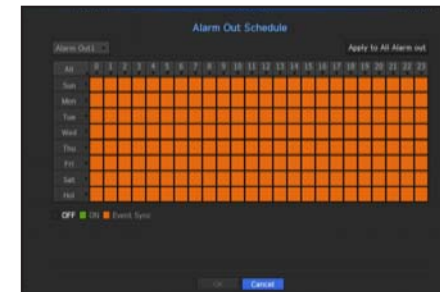 Alarm Out Schedule
Alarm Out1 Apply to All Alarm out
All 0 1 2 3 4 5 6 7 8 9 10 11 12 13 14 15 16 17 18 19 20 21 22 23
Sun
Mon
Tue
Wed
Thu
Fri
Sat
Hol
OFF ON Event Sync
OK Cancel